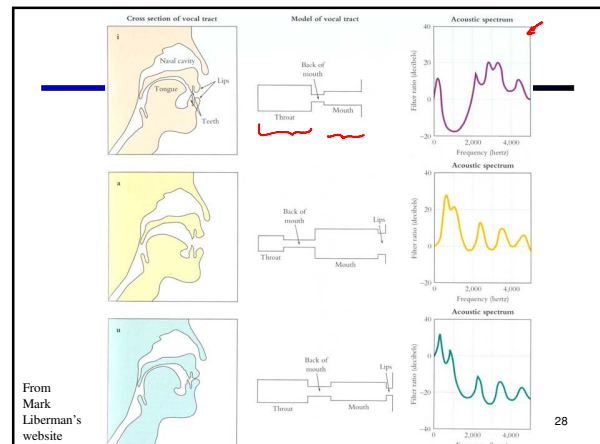 Cross section of vocal tract
Model of vocal tract
Acoustic spectrum
i
Nasal cavity
Tongue
Lips
Teeth
Back of
mouth
Throat
Mouth
Filter ratio (decibels)
40
20
0
−20
0
2,000
4,000
Frequency (hertz)
a
Back of
mouth
Lips
Throat
Mouth
Acoustic spectrum
Filter ratio (decibels)
40
20
0
−20
0
2,000
4,000
Frequency (hertz)
u
Back of
mouth
Lips
Throat
Mouth
Acoustic spectrum
Filter ratio (decibels)
40
20
0
−20
−40
0
2,000
4,000
From
Mark
Liberman's
website
28